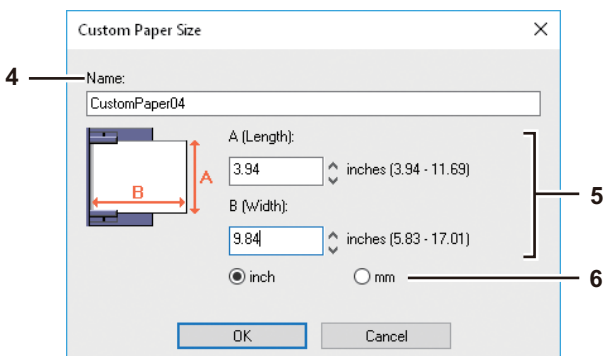 Custom Paper Size
4
Name:
CustomPaper04
A (Length):
3.94 inches (3.94 - 11.69)
A
B
5
B (Width):
9.84 inches (5.83 - 17.01)
inch mm 6
OK Cancel